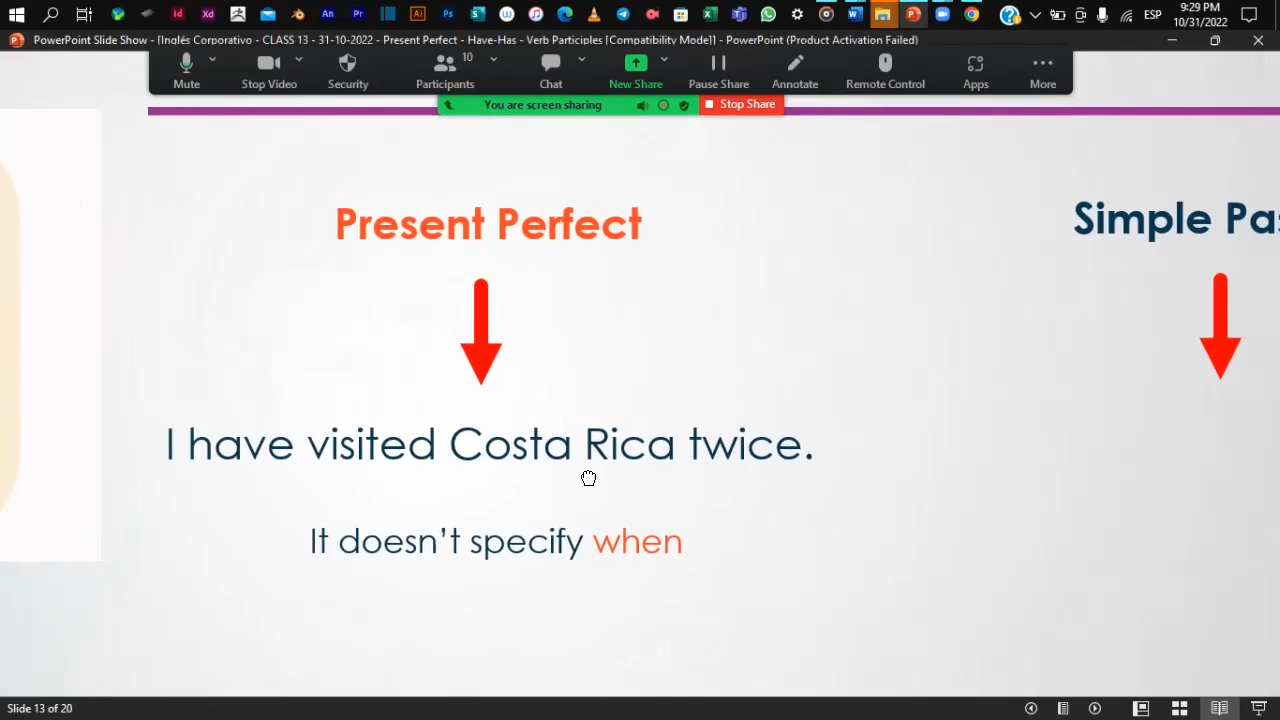 9:29 PM
ESP
10/31/2022
PowerPoint Slide Show - [Inglés Corporativo - CLASS 13 - 31-10-2022 - Present Perfect - Have-Has - Verb Participles [Compatibility Mode]] - PowerPoint (Product Activation Failed)
10
Mute Stop Video Security Participants Chat New Share Pause Share Annotate Remote Control Apps More
You are screen sharing Stop Share
Present Perfect
Simple Pas
I have visited Costa Rica twice.
It doesn't specify when
Slide 13 of 20